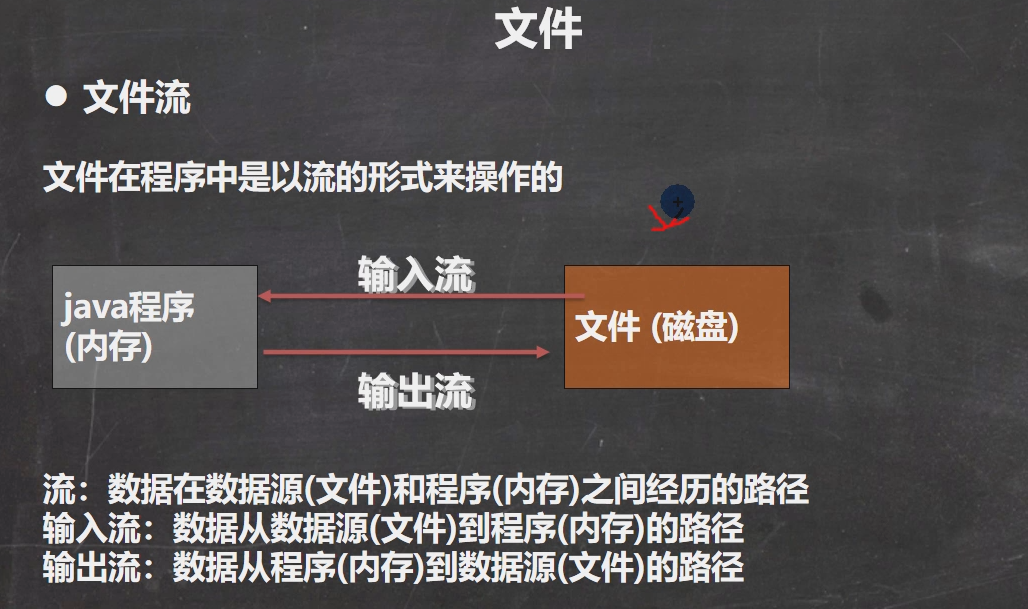 文件
● 文件流
文件在程序中是以流的形式来操作的
输入流
java程序
(内存)
文件 (磁盘)
输出流
流：数据在数据源(文件)和程序(内存)之间经历的路径
输入流：数据从数据源(文件)到程序(内存)的路径
输出流：数据从程序(内存)到数据源(文件)的路径